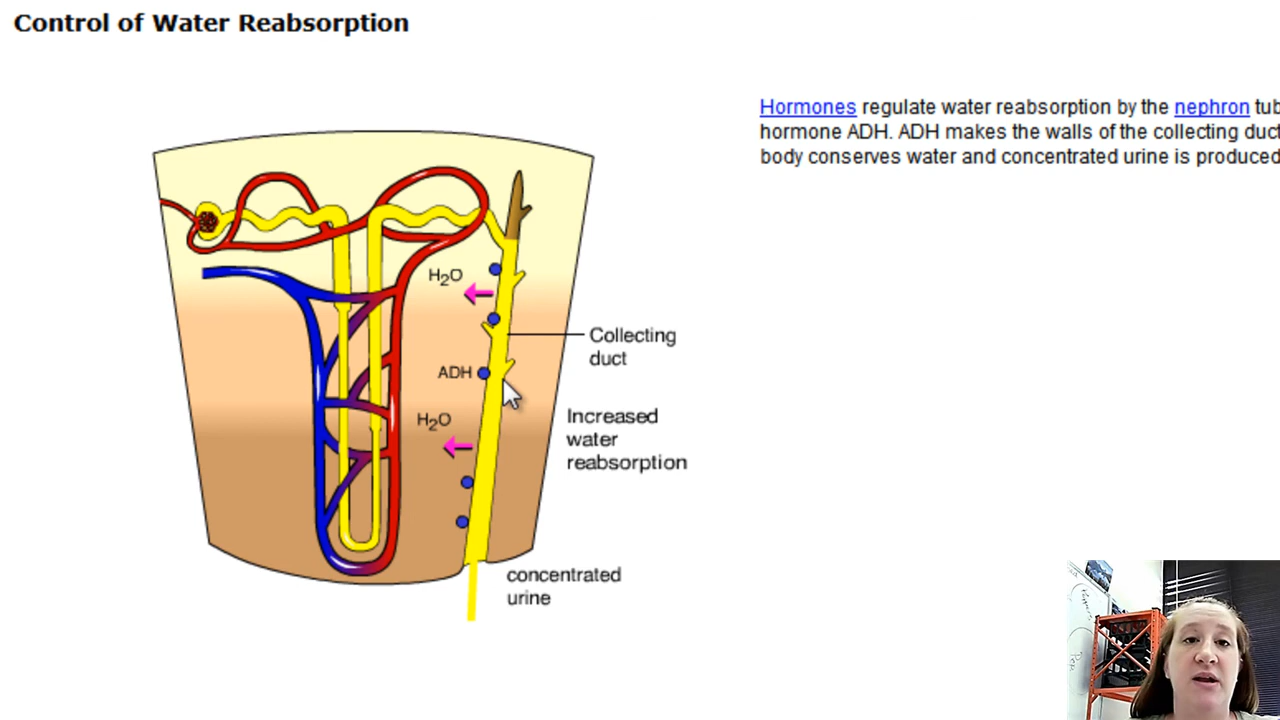 Control of Water Reabsorption
Hormones regulate water reabsorption by the nephron
hormone ADH. ADH makes the walls of the collecting duct
body conserves water and concentrated urine is produced
H₂O
Collecting
duct
ADH
H₂O
Increased
water
reabsorption
concentrated
urine